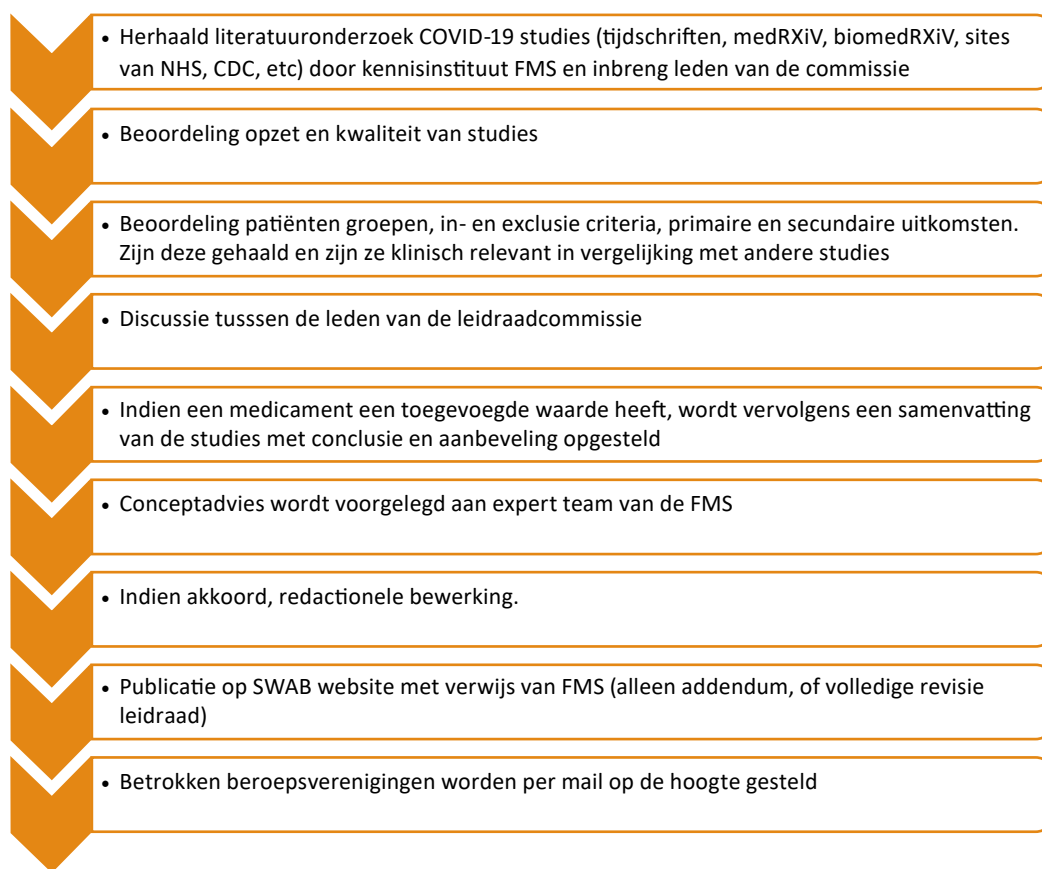 • Herhaald literatuuronderzoek COVID-19 studies (tijdschriften, medRXiV, biomedRXiV, sites
van NHS, CDC, etc) door kennisinstituut FMS en inbreng leden van de commissie
• Beoordeling opzet en kwaliteit van studies
• Beoordeling patiënten groepen, in- en exclusie criteria, primaire en secundaire uitkomsten.
Zijn deze gehaald en zijn ze klinisch relevant in vergelijking met andere studies
• Discussie tusssen de leden van de leidraadcommissie
• Indien een medicament een toegevoegde waarde heeft, wordt vervolgens een samenvatting
van de studies met conclusie en aanbeveling opgesteld
• Conceptadvies wordt voorgelegd aan expert team van de FMS
• Indien akkoord, redactionele bewerking.
• Publicatie op SWAB website met verwijs van FMS (alleen addendum, of volledige revisie
leidraad)
• Betrokken beroepsverenigingen worden per mail op de hoogte gesteld